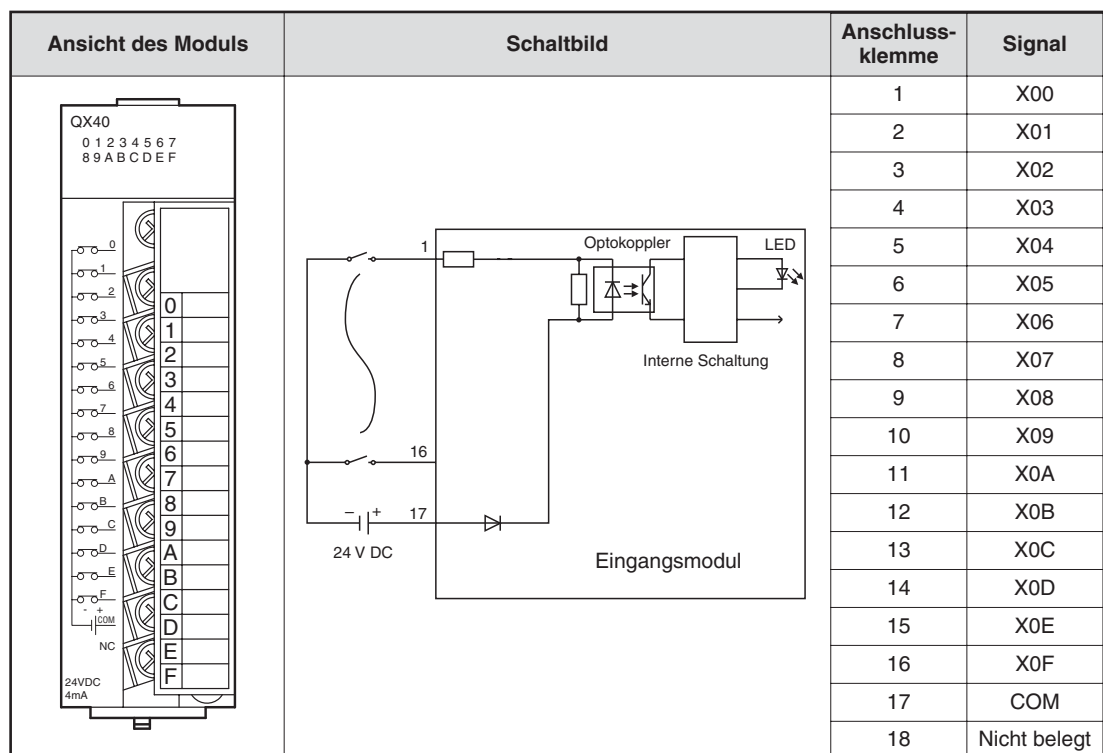 Ansicht des Moduls
Schaltbild
Anschluss-
klemme
Signal
QX40
0 1 2 3 4 5 6 7
8 9 A B C D E F
0
1
2
3
4
5
6
7
8
9
A
B
C
D
E
F
- +
COM
NC
24VDC
4mA
0
1
2
3
4
5
6
7
8
9
A
B
C
D
E
F
1
Optokoppler
LED
Interne Schaltung
16
– +
17
24 V DC
Eingangsmodul
1 X00
2 X01
3 X02
4 X03
5 X04
6 X05
7 X06
8 X07
9 X08
10 X09
11 X0A
12 X0B
13 X0C
14 X0D
15 X0E
16 X0F
17 COM
18 Nicht belegt